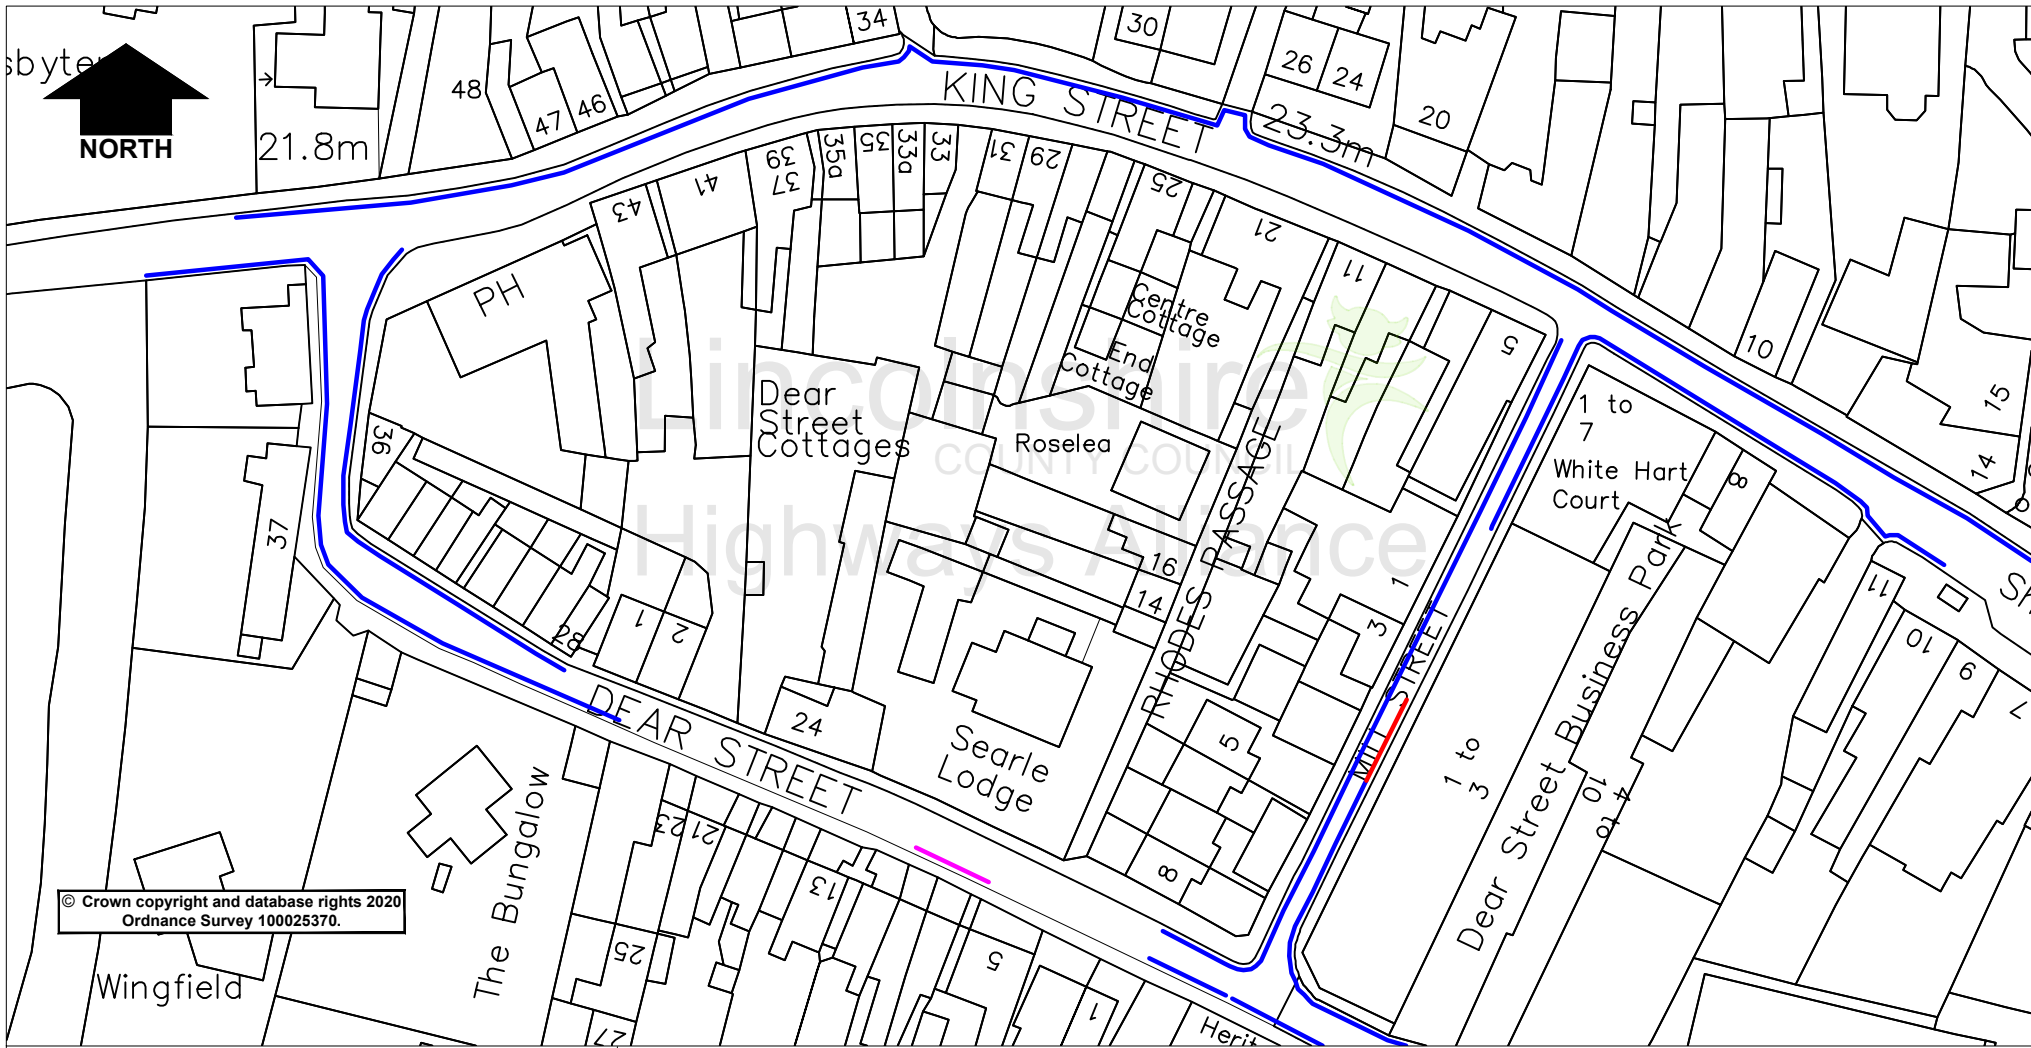 sbyte
NORTH
21.8m
48
47
46
34
30
26
24
20
KING STREET
23.3m
39
37
35a
35
33a
33
31
29
25
21
11
5
43
41
PH
Centre
Cottage
End
Cottage
10
15
14
Lincolnshire
COUNTY COUNCIL
Highways Alliance
Dear
Street
Cottages
Roselea
1 to
7
White Hart
Court
8
36
37
28
1
2
16
14
RHODES PASSAGE
1
3
MILL STREET
5
8
11
10
9
7
24
DEAR STREET
Searle
Lodge
1 to
3
Dear Street Business Park
4 to
10
The Bungalow
23
21
13
25
27
5
1
© Crown copyright and database rights 2020
Ordnance Survey 100025370.
Wingfield
Herit